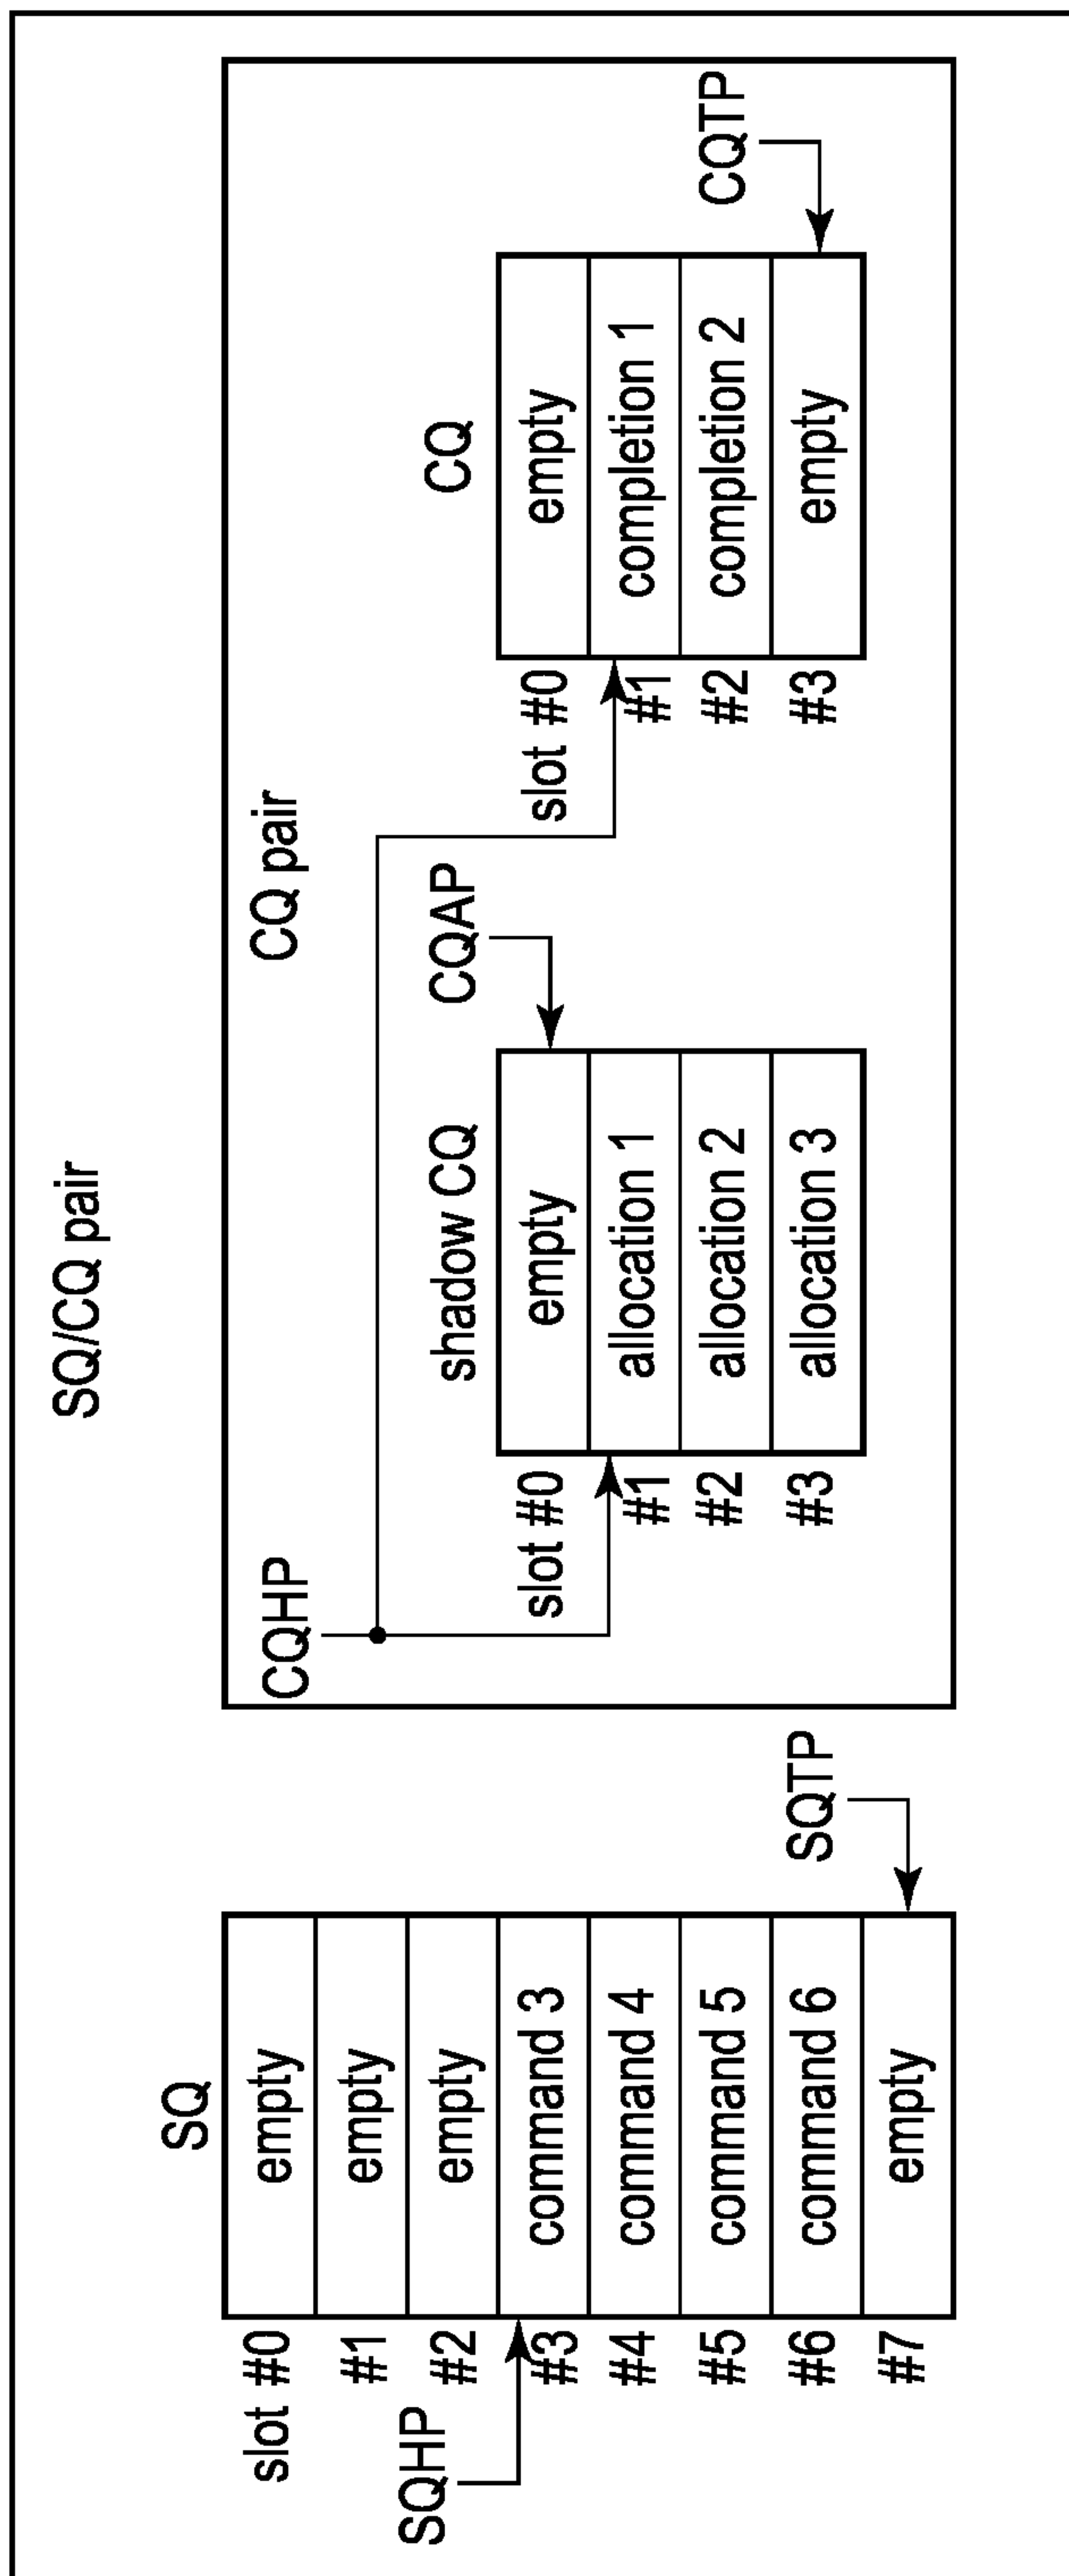 SQ/CQ pair
SQ
SQHP
slot #0
empty
#1
empty
#2
empty
#3
command 3
#4
command 4
#5
command 5
#6
command 6
#7
empty
SQTP
CQ pair
CQHP
shadow CQ
CQAP
slot #0
empty
#1
allocation 1
#2
allocation 2
#3
allocation 3
CQ
slot #0
empty
#1
completion 1
#2
completion 2
#3
empty
CQTP